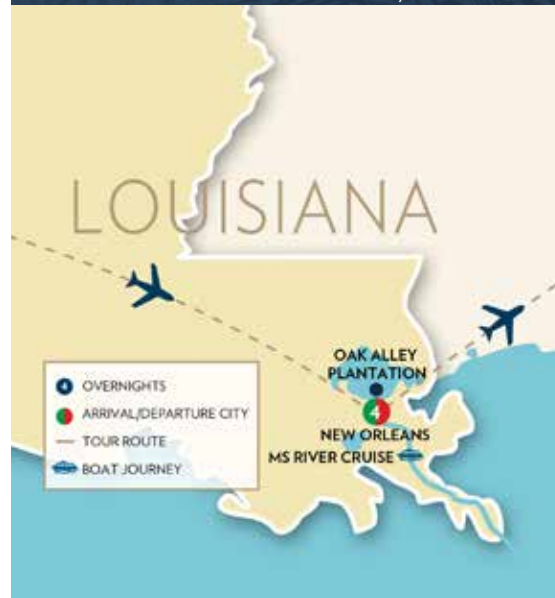 LOUISIANA
OAK ALLEY
PLANTATION
4
NEW ORLEANS
MS RIVER CRUISE
4 OVERNIGHTS
ARRIVAL/DEPARTURE CITY
TOUR ROUTE
BOAT JOURNEY